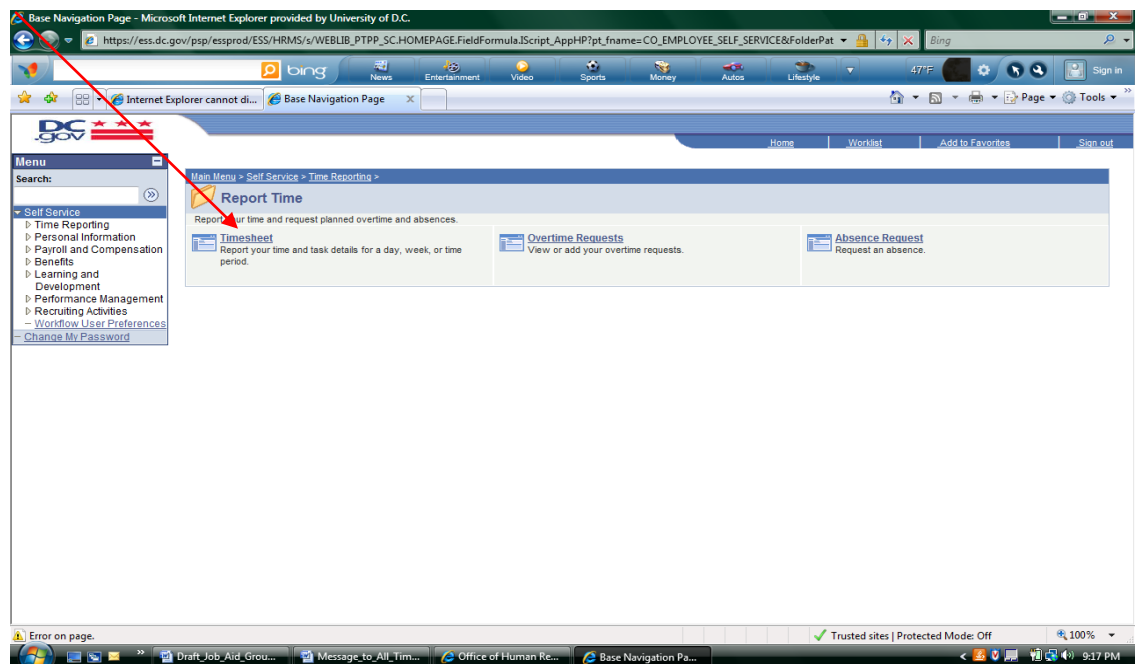 Base Navigation Page - Microsoft Internet Explorer provided by University of D.C.
https://ess.dc.gov/psp/essprod/ESS/HRMS/s/WEBLIB_PTPP_SC.HOMEPAGE.FieldFormula.IScript_AppHP?pt_fname=CO_EMPLOYEE_SELF_SERVICE&FolderPat
Bing
bing News Entertainment Video Sports Money Autos Lifestyle 47°F Sign in
Internet Explorer cannot di... Base Navigation Page x Page Tools
DC
.gov
Home Worklist Add to Favorites Sign out
Menu
Search:
Self Service
Time Reporting
Personal Information
Payroll and Compensation
Benefits
Learning and
Development
Performance Management
Recruiting Activities
– Workflow User Preferences
– Change My Password
Main Menu > Self Service > Time Reporting >
Report Time
Report your time and request planned overtime and absences.
Timesheet
Report your time and task details for a day, week, or time
period.
Overtime Requests
View or add your overtime requests.
Absence Request
Request an absence.
Error on page. Trusted sites | Protected Mode: Off 100%
Draft_Job_Aid_Grou... Message_to_All_Tim... Office of Human Re... Base Navigation Pa... 9:17 PM